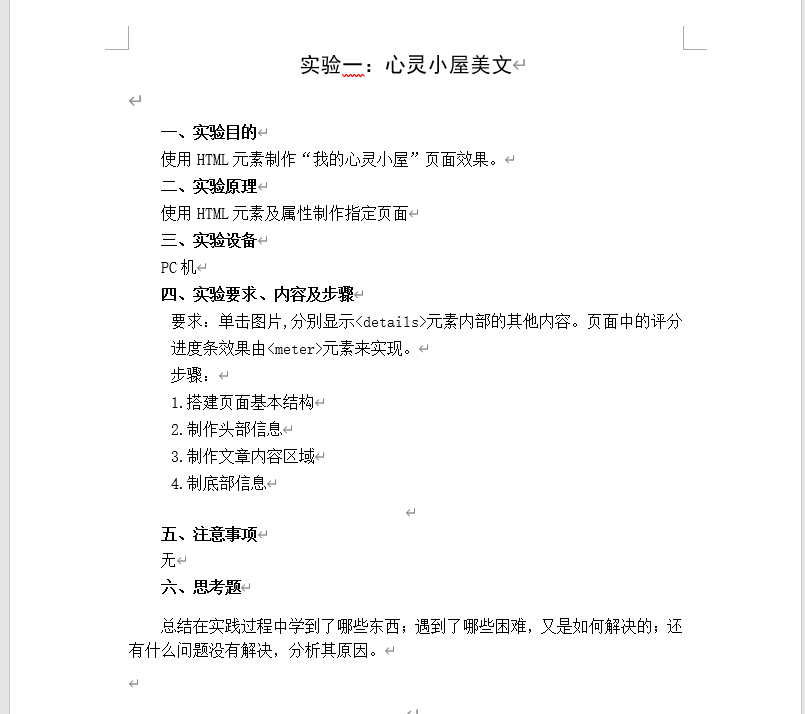 实验一：心灵小屋美文
一、实验目的
使用 HTML 元素制作“我的心灵小屋”页面效果。
二、实验原理
使用 HTML 元素及属性制作指定页面
三、实验设备
PC 机
四、实验要求、内容及步骤
要求：单击图片,分别显示<details>元素内部的其他内容。页面中的评分
进度条效果由<meter>元素来实现。
步骤：
1.搭建页面基本结构
2.制作头部信息
3.制作文章内容区域
4.制底部信息
五、注意事项
无
六、思考题
总结在实践过程中学到了哪些东西；遇到了哪些困难，又是如何解决的；还
有什么问题没有解决，分析其原因。